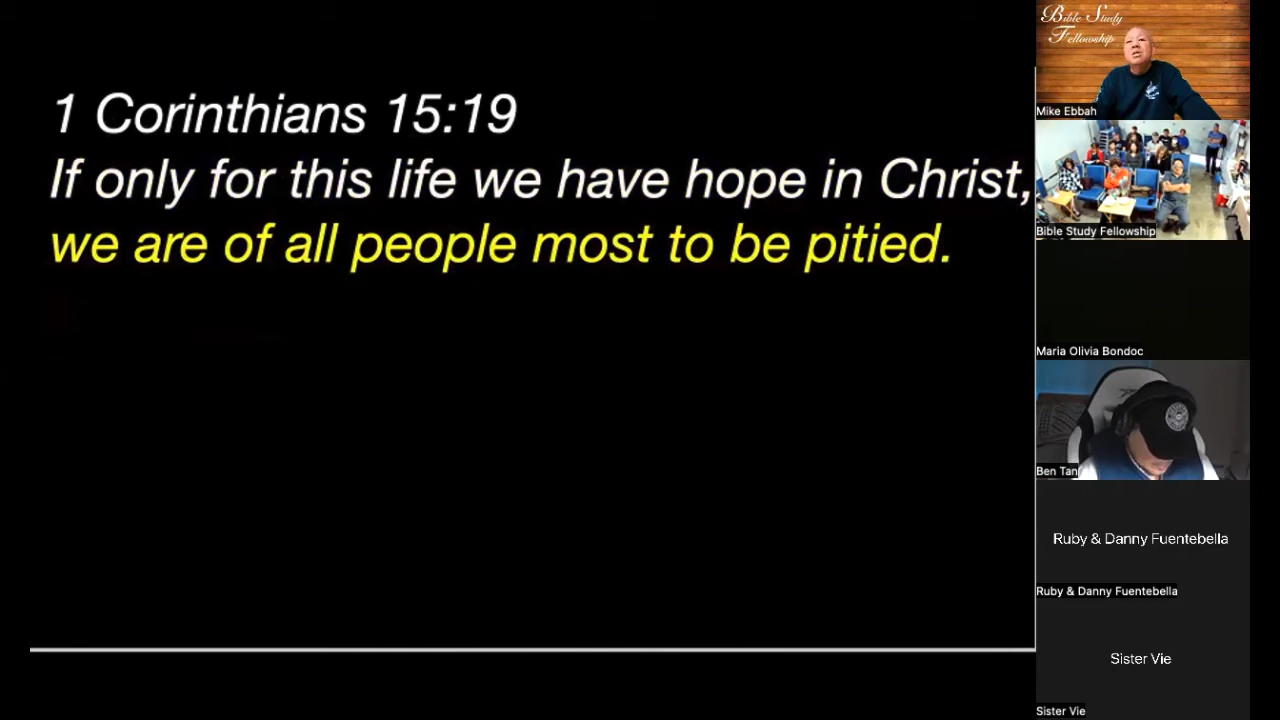 1 Corinthians 15:19
If only for this life we have hope in Christ,
we are of all people most to be pitied.
Bible Study
Fellowship
Mike Ebbah
Bible Study Fellowship
Maria Olivia Bondoc
Ben Tan
Ruby & Danny Fuentebella
Ruby & Danny Fuentebella
Sister Vie
Sister Vie